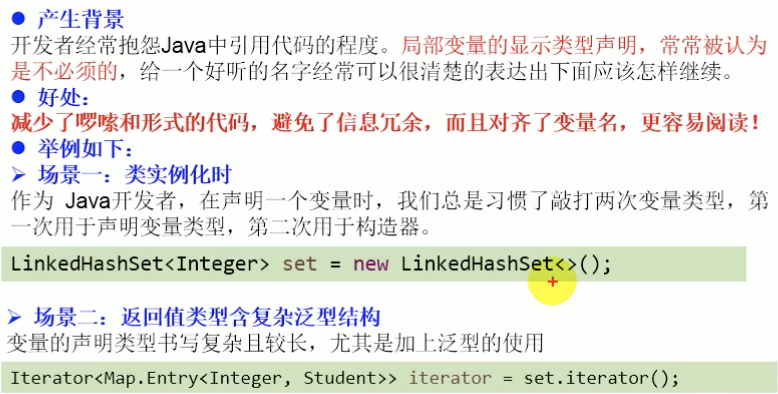 ● 产生背景
开发者经常抱怨Java中引用代码的程度。局部变量的显示类型声明，常常被认为
是不必须的，给一个好听的名字经常可以很清楚的表达出下面应该怎样继续。
● 好处：
减少了啰嗦和形式的代码，避免了信息冗余，而且对齐了变量名，更容易阅读！
● 举例如下：
➢ 场景一：类实例化时
作为 Java开发者，在声明一个变量时，我们总是习惯了敲打两次变量类型，第
一次用于声明变量类型，第二次用于构造器。
LinkedHashSet<Integer> set = new LinkedHashSet<>();
➢ 场景二：返回值类型含复杂泛型结构
变量的声明类型书写复杂且较长，尤其是加上泛型的使用
Iterator<Map.Entry<Integer, Student>> iterator = set.iterator();